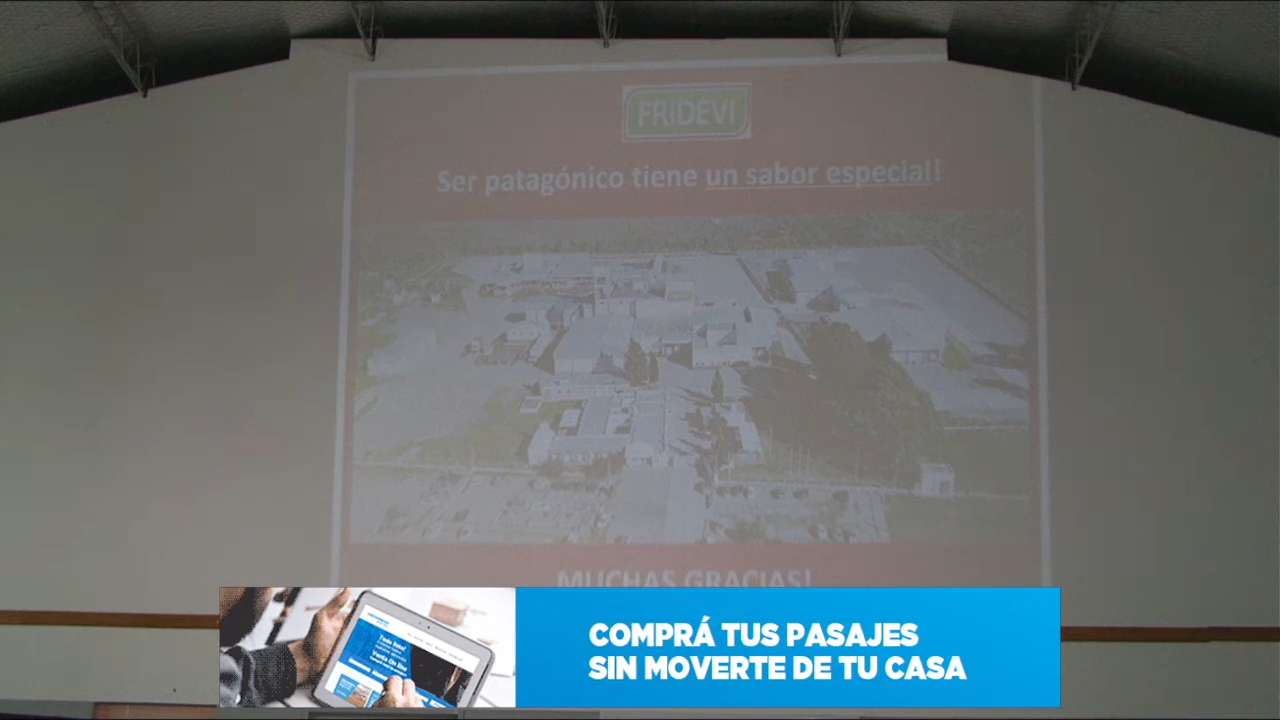 FRIDEVI
Ser patagónico tiene un sabor especial!
MUCHAS GRACIAS!
COMPRÁ TUS PASAJES
SIN MOVERTE DE TU CASA